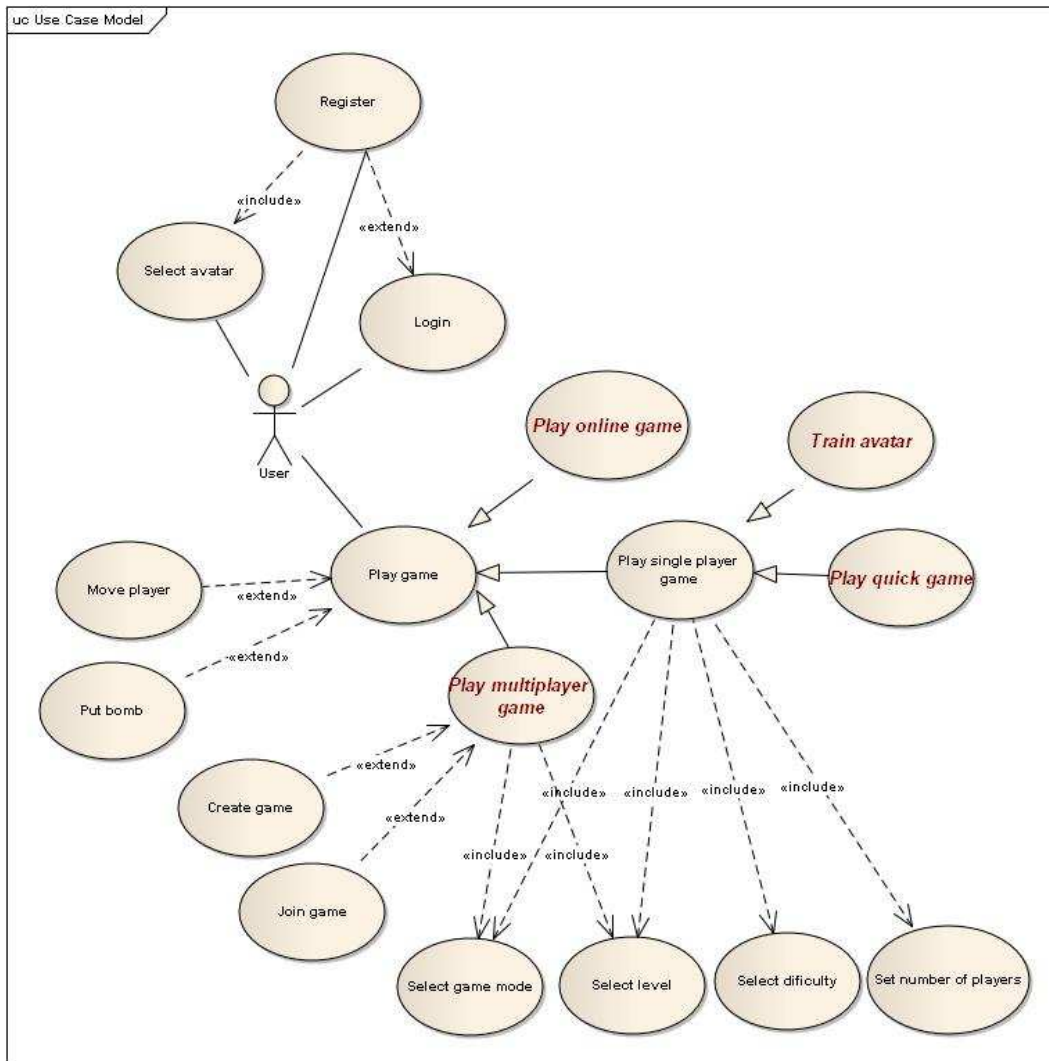 uc Use Case Model
Register
«include»
«extend»
Select avatar
Login
User
Play online game
Train avatar
Play game
Play single player
game
Play quick game
Move player
«extend»
Put bomb
«extend»
Play multiplayer
game
Create game
«extend»
«extend»
Join game
«include»
«include»
«include»
«include»
«include»
«include»
Select game mode
Select level
Select dificulty
Set number of players